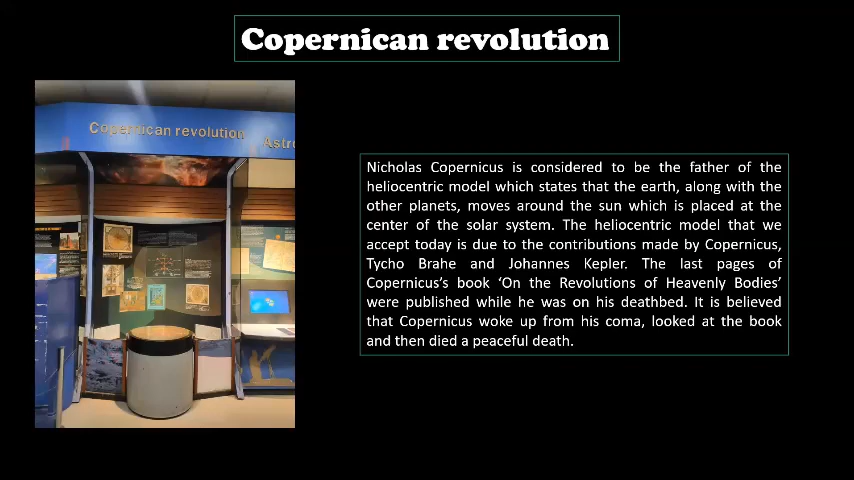 Copernican revolution
Copernican revolution
Astro
Nicholas Copernicus is considered to be the father of the
heliocentric model which states that the earth, along with the
other planets, moves around the sun which is placed at the
center of the solar system. The heliocentric model that we
accept today is due to the contributions made by Copernicus,
Tycho Brahe and Johannes Kepler. The last pages of
Copernicus's book ‘On the Revolutions of Heavenly Bodies’
were published while he was on his deathbed. It is believed
that Copernicus woke up from his coma, looked at the book
and then died a peaceful death.